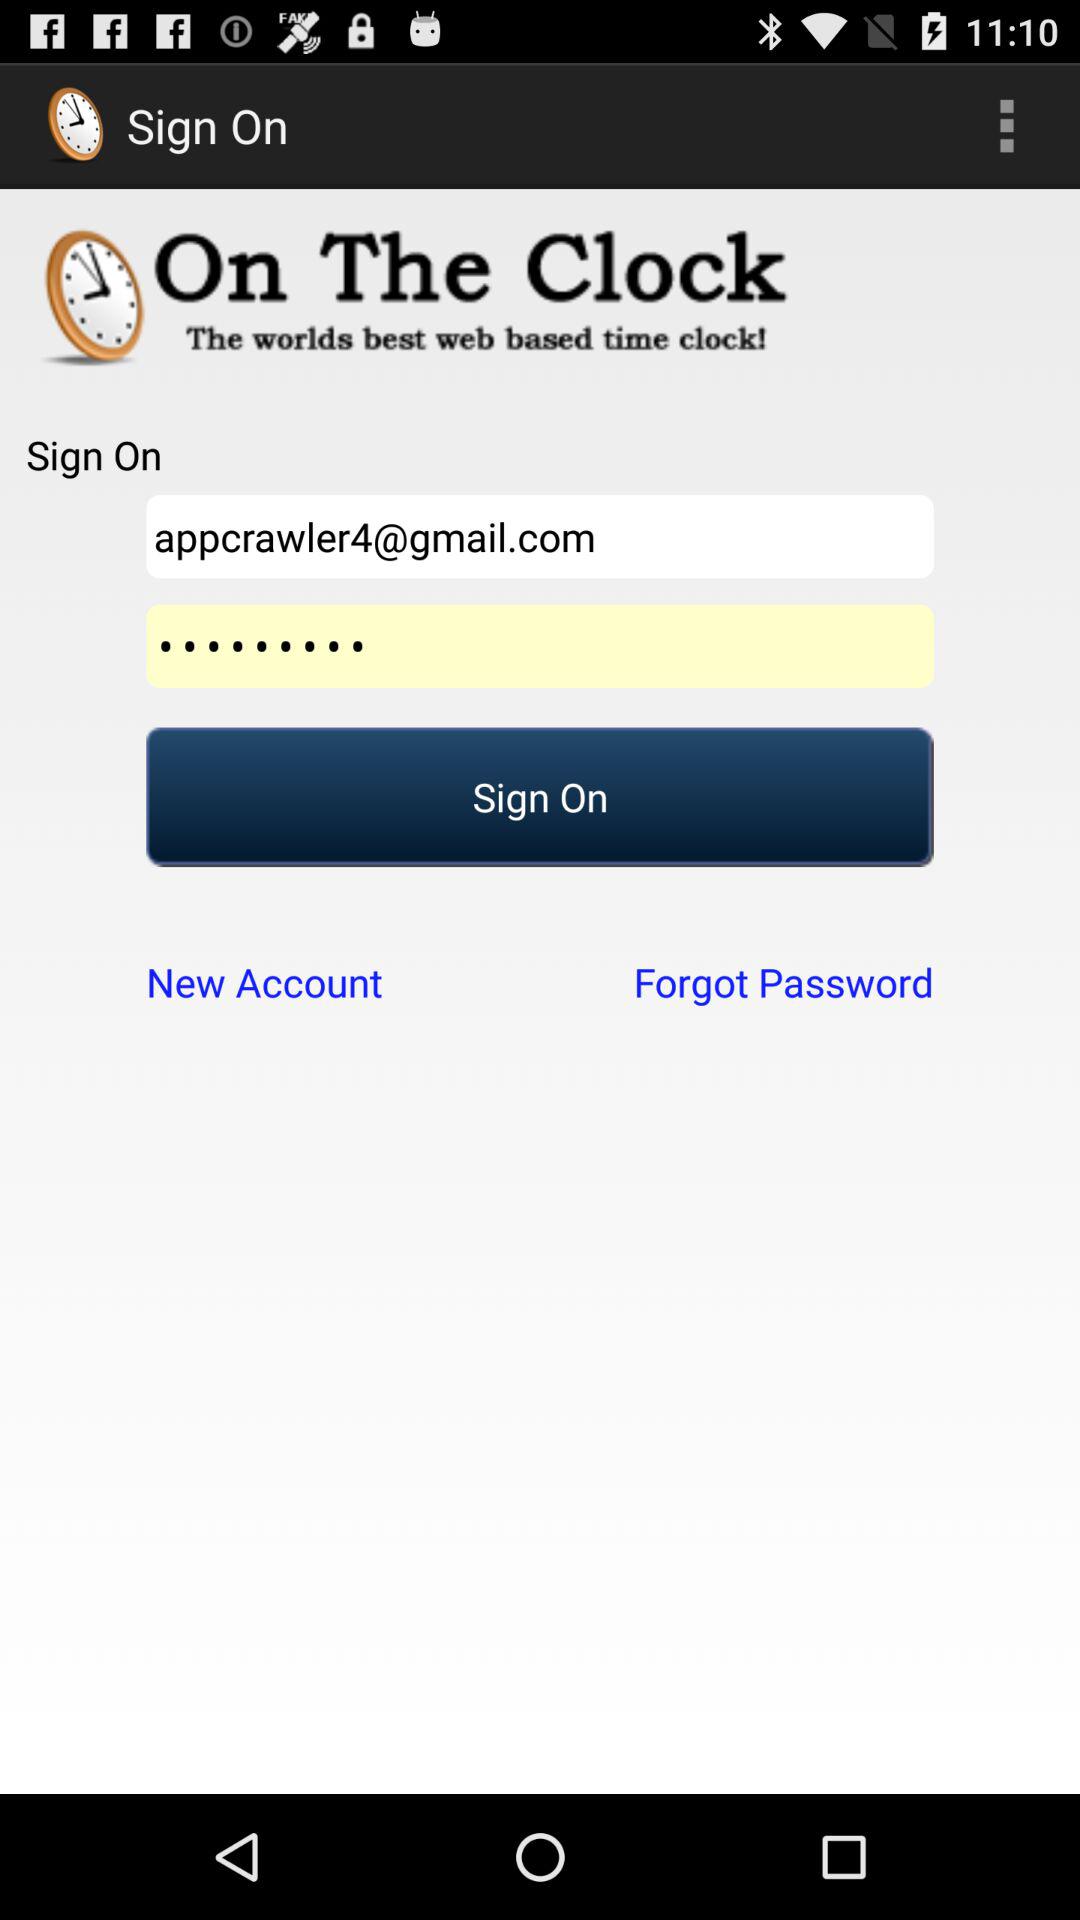 FAKE
11:10
Sign On
On The Clock
The worlds best web based time clock!
Sign On
appcrawler4@gmail.com
•••••••••
Sign On
New Account
Forgot Password